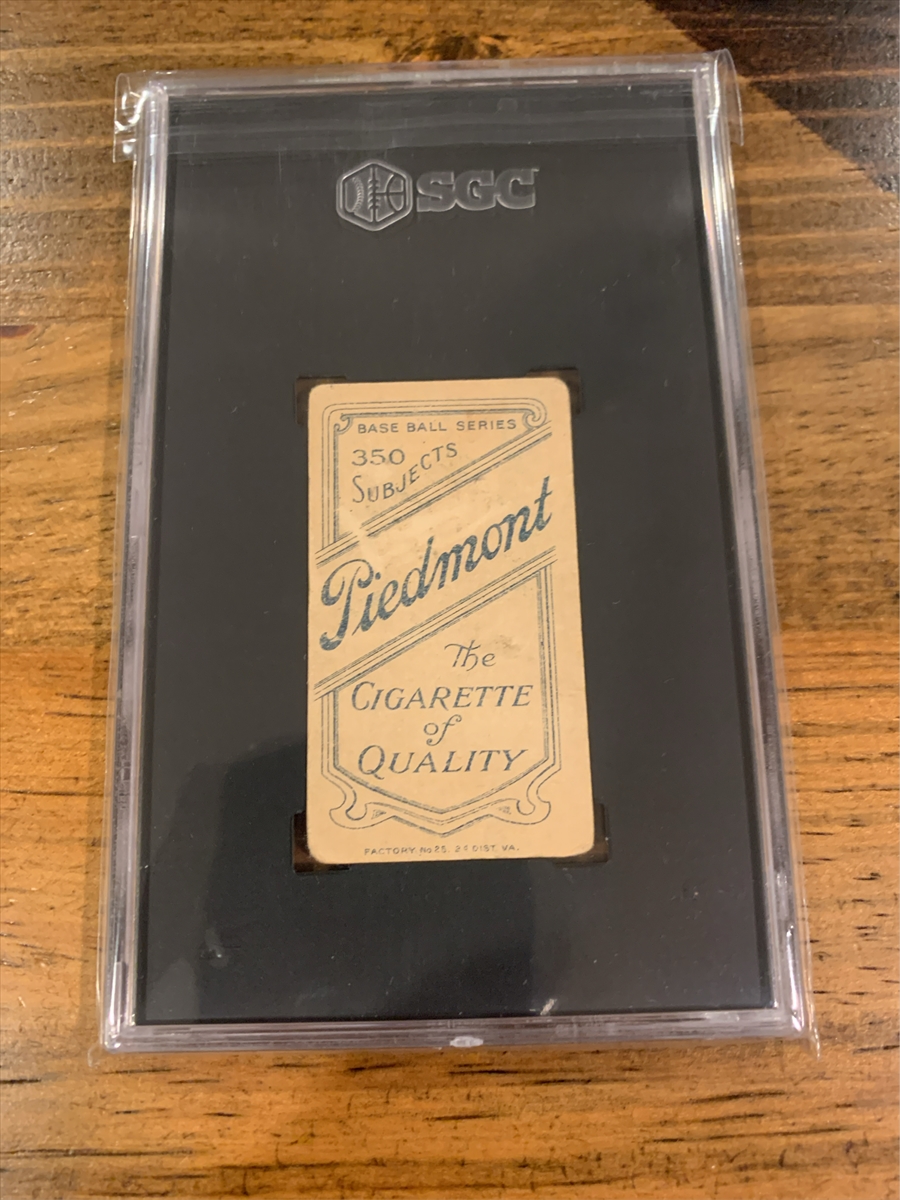 SGC
BASE BALL SERIES
350
SUBJECTS
Piedmont
The
CIGARETTE
of
QUALITY
FACTORY No 25, 2d DIST. VA.